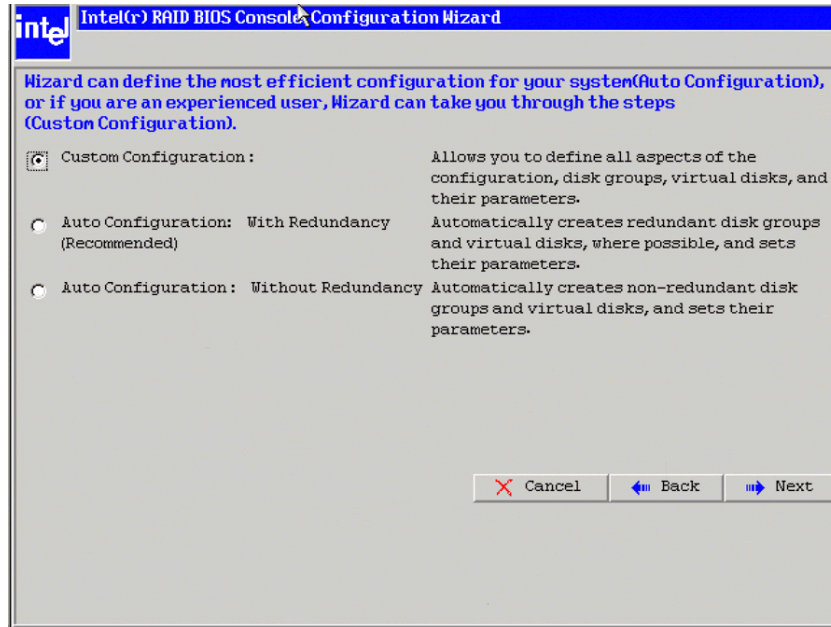 intel
Intel(r) RAID BIOS Console Configuration Wizard
Wizard can define the most efficient configuration for your system(Auto Configuration),
or if you are an experienced user, Wizard can take you through the steps
(Custom Configuration).
Custom Configuration:
Allows you to define all aspects of the
configuration, disk groups, virtual disks, and
their parameters.
Auto Configuration: With Redundancy
(Recommended)
Automatically creates redundant disk groups
and virtual disks, where possible, and sets
their parameters.
Auto Configuration: Without Redundancy
Automatically creates non-redundant disk
groups and virtual disks, and sets their
parameters.
Cancel
Back
Next